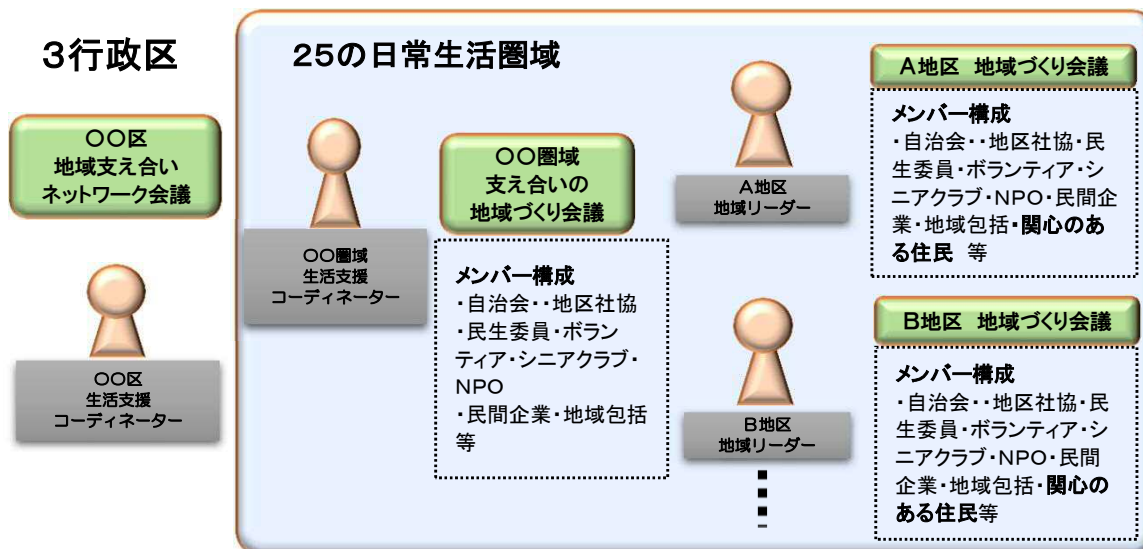 3行政区
〇〇区
地域支え合い
ネットワーク会議
〇〇区
生活支援
コーディネーター
25の日常生活圏域
〇〇圏域
生活支援
コーディネーター
〇〇圏域
支え合いの
地域づくり会議
メンバー構成
・自治会・・地区社協
・民生委員・ボラン
ティア・シニアクラブ・
NPO
・民間企業・地域包括
等
A地区
地域リーダー
A地区 地域づくり会議
メンバー構成
・自治会・・地区社協・民
生委員・ボランティア・シ
ニアクラブ・NPO・民間企
業・地域包括・関心のあ
る住民 等
B地区
地域リーダー
B地区 地域づくり会議
メンバー構成
・自治会・・地区社協・民
生委員・ボランティア・シ
ニアクラブ・NPO・民間
企業・地域包括・関心の
ある住民等